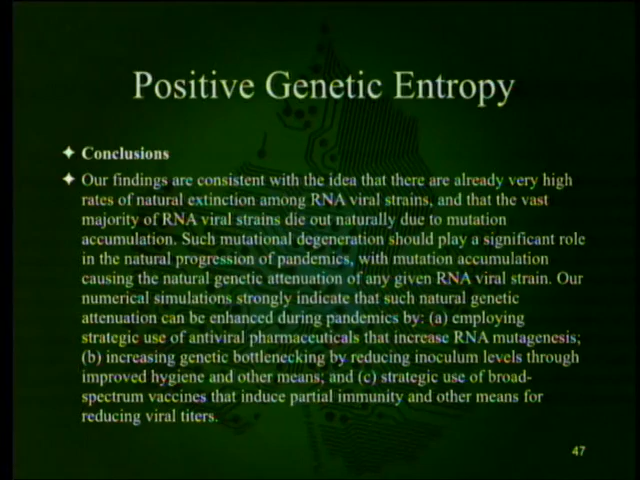 Positive Genetic Entropy
Conclusions
Our findings are consistent with the idea that there are already very high
rates of natural extinction among RNA viral strains, and that the vast
majority of RNA viral strains die out naturally due to mutation
accumulation. Such mutational degeneration should play a significant role
in the natural progression of pandemics, with mutation accumulation
causing the natural genetic attenuation of any given RNA viral strain. Our
numerical simulations strongly indicate that such natural genetic
attenuation can be enhanced during pandemics by: (a) employing
strategic use of antiviral pharmaceuticals that increase RNA mutagenesis;
(b) increasing genetic bottlenecking by reducing inoculum levels through
improved hygiene and other means; and (c) strategic use of broad-
spectrum vaccines that induce partial immunity and other means for
reducing viral titers.
47